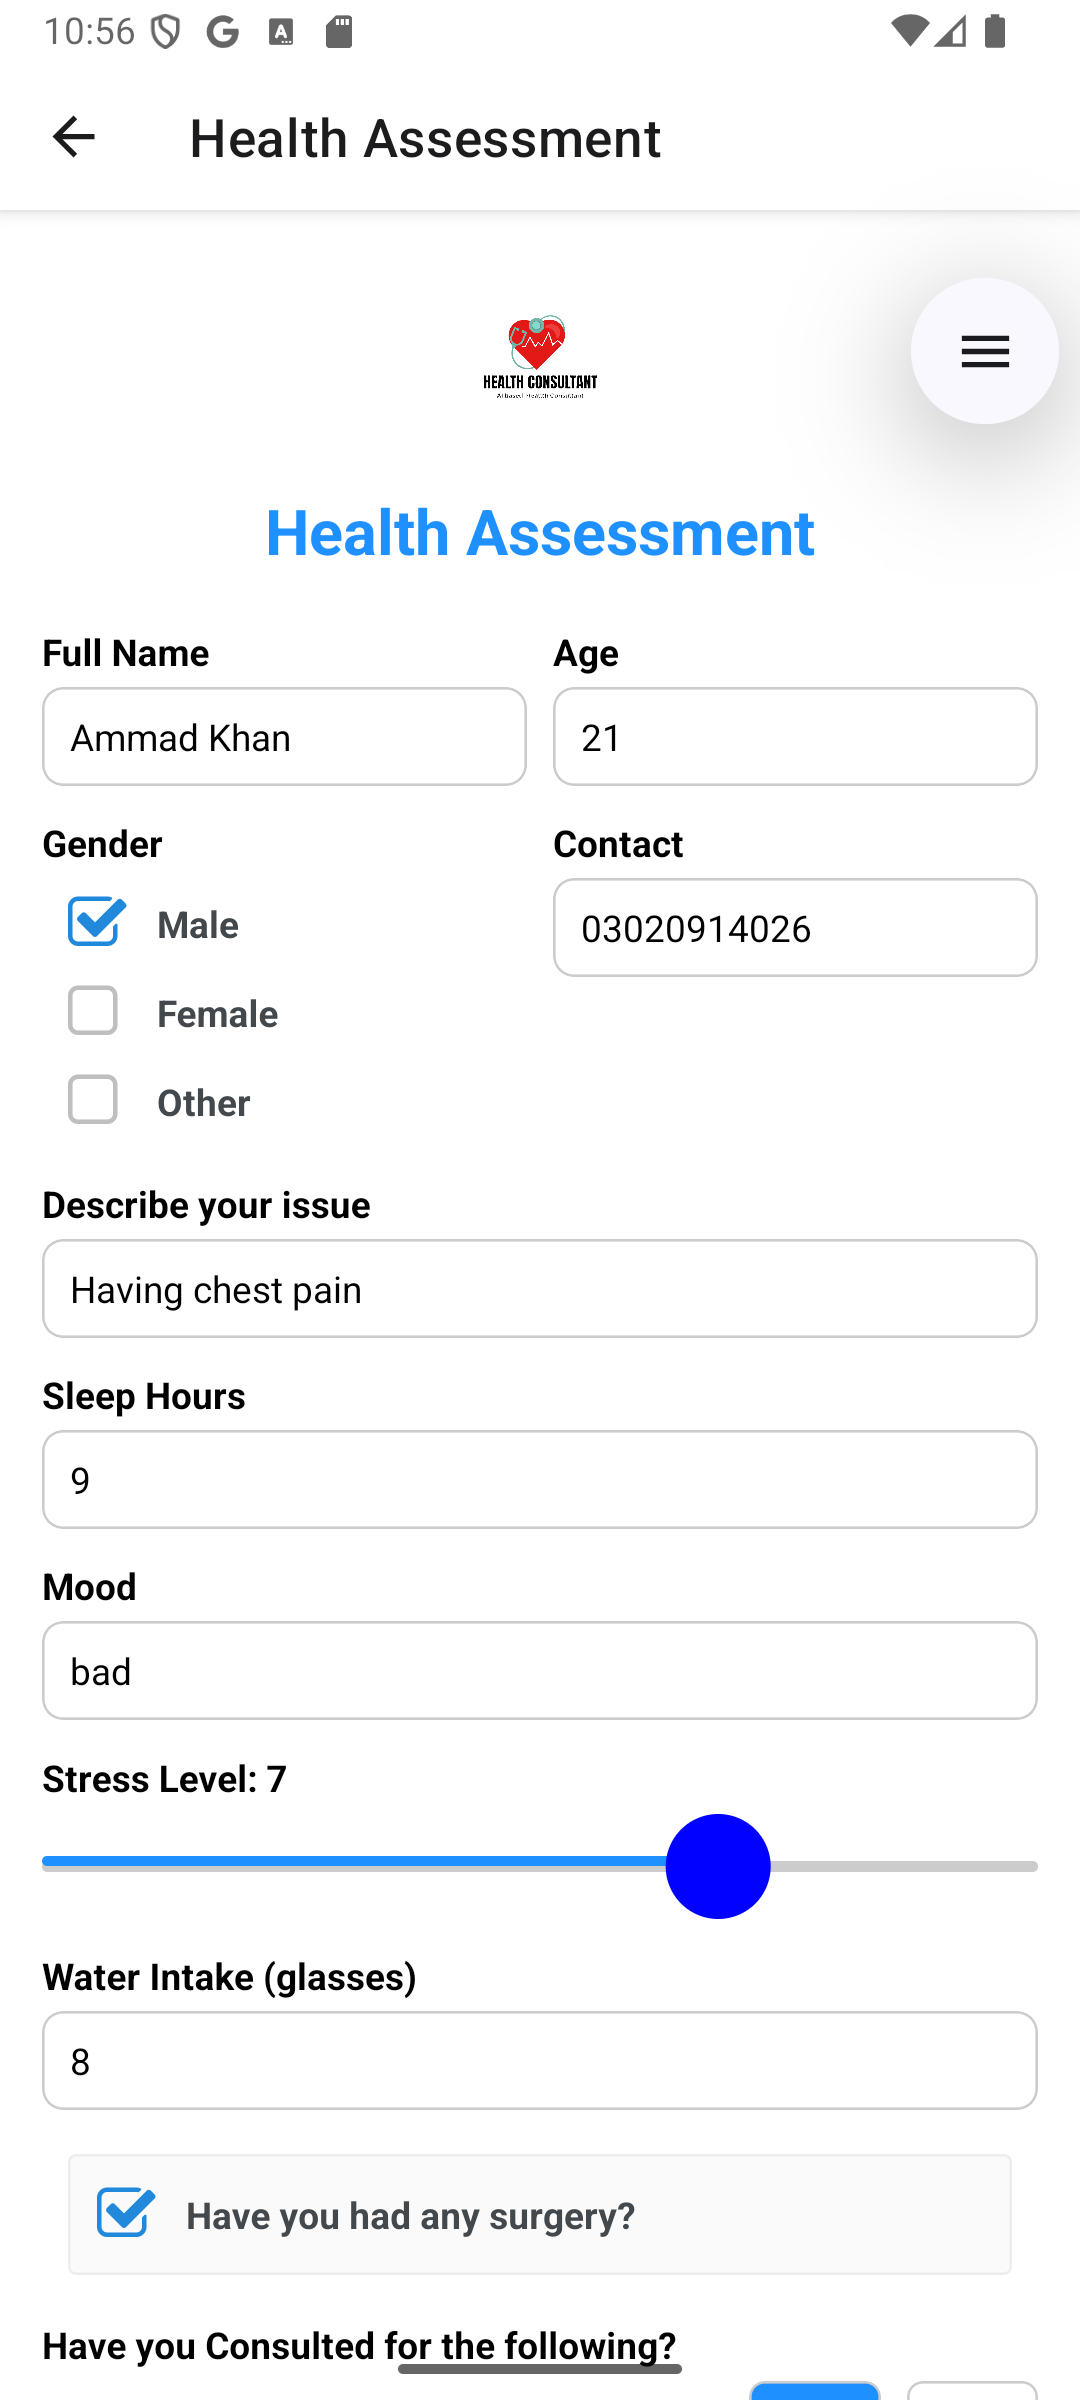 10:56
Health Assessment
HEALTH CONSULTANT
AI Based Health Consultant
Health Assessment
Full Name
Age
Ammad Khan
21
Gender
Contact
Male
03020914026
Female
Other
Describe your issue
Having chest pain
Sleep Hours
9
Mood
bad
Stress Level: 7
Water Intake (glasses)
8
Have you had any surgery?
Have you Consulted for the following?